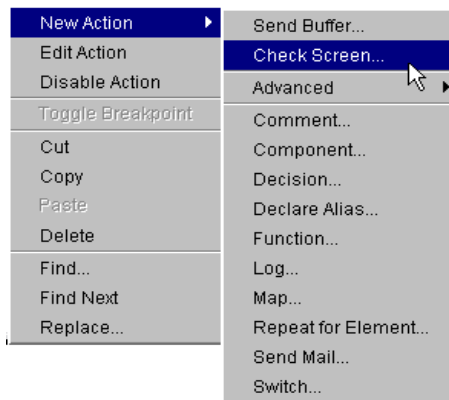 New Action
Edit Action
Disable Action
Toggle Breakpoint
Cut
Copy
Paste
Delete
Find...
Find Next
Replace...
Send Buffer...
Check Screen...
Advanced
Comment...
Component...
Decision...
Declare Alias...
Function...
Log...
Map...
Repeat for Element...
Send Mail...
Switch...